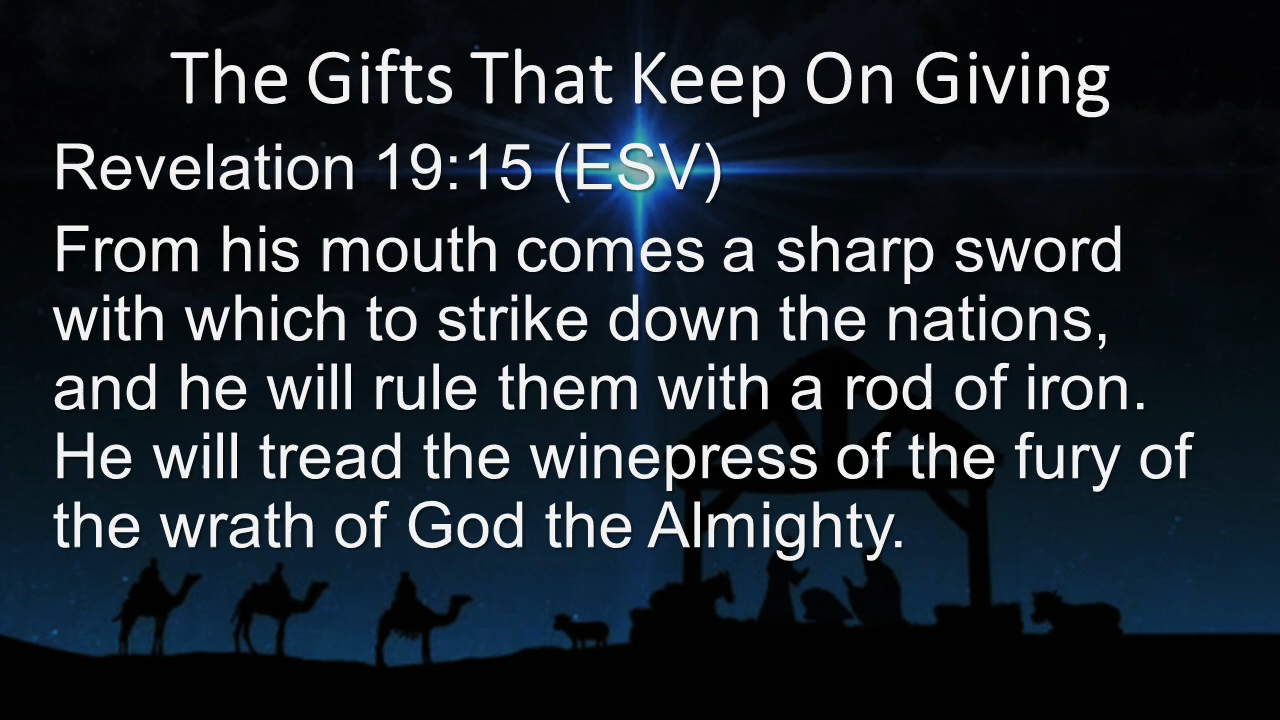 The Gifts That Keep On Giving
Revelation 19:15 (ESV)
From his mouth comes a sharp sword
with which to strike down the nations,
and he will rule them with a rod of iron.
He will tread the winepress of the fury of
the wrath of God the Almighty.